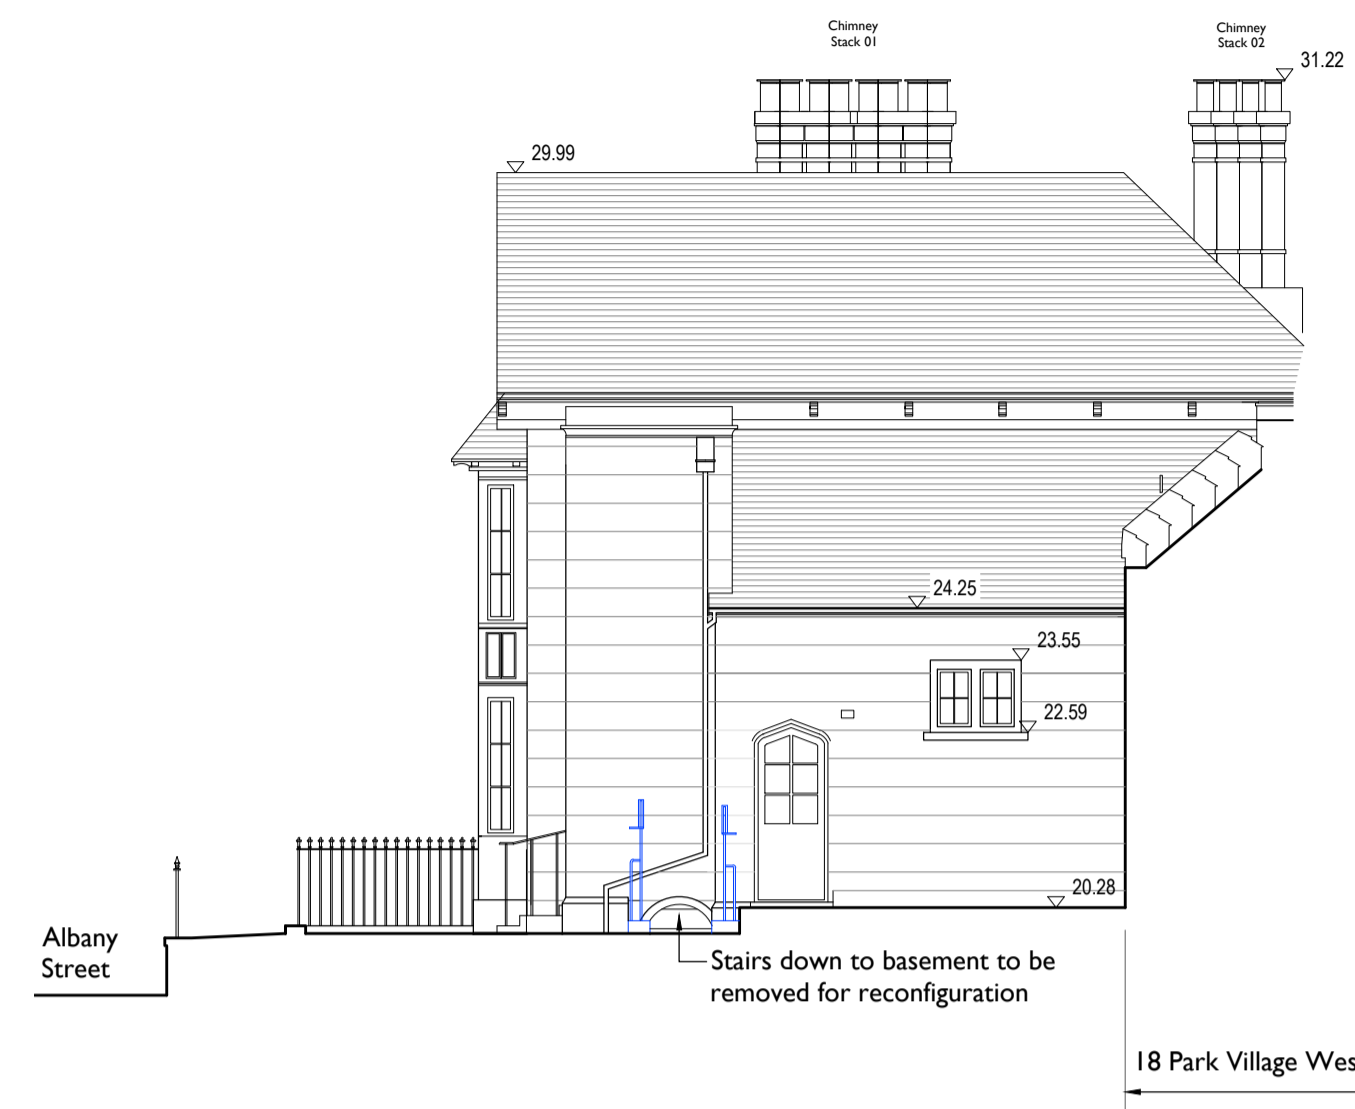 Chimney
Stack 01
Chimney
Stack 02
31.22
29.99
24.25
23.55
22.59
20.28
Albany
Street
Stairs down to basement to be
removed for reconfiguration
18 Park Village Wes